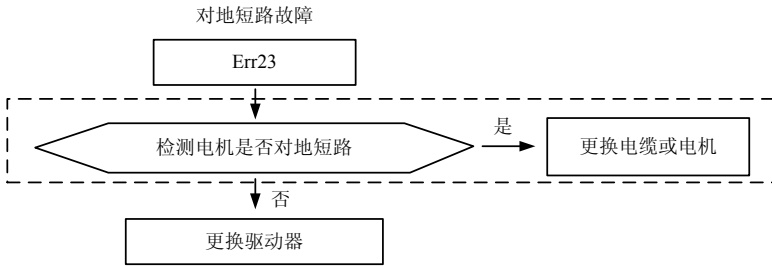 对地短路故障
Err23
检测电机是否对地短路
是
更换电缆或电机
否
更换驱动器